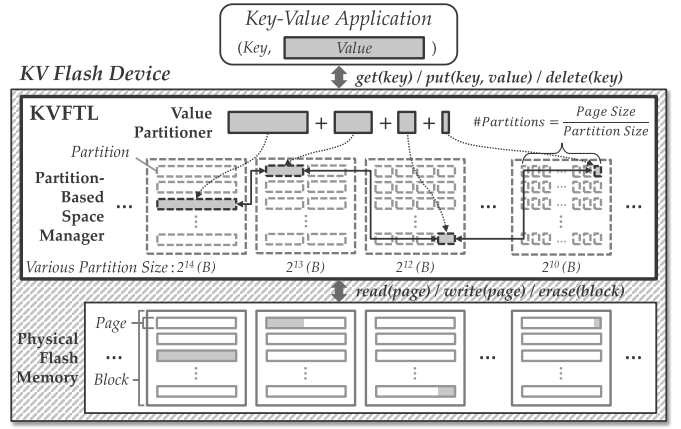 Key-Value Application
(Key, Value )
KV Flash Device
get(key) / put(key, value) / delete(key)
KVFTL
Value
Partitioner
+ + +
#Partitions = Page Size / Partition Size
Partition
Partition-
Based
Space
Manager
... ... ...
Various Partition Size : 2^14 (B) 2^13 (B) 2^12 (B) 2^10 (B)
read(page) / write(page) / erase(block)
Page
Physical
Flash
Memory
... ... ...
Block